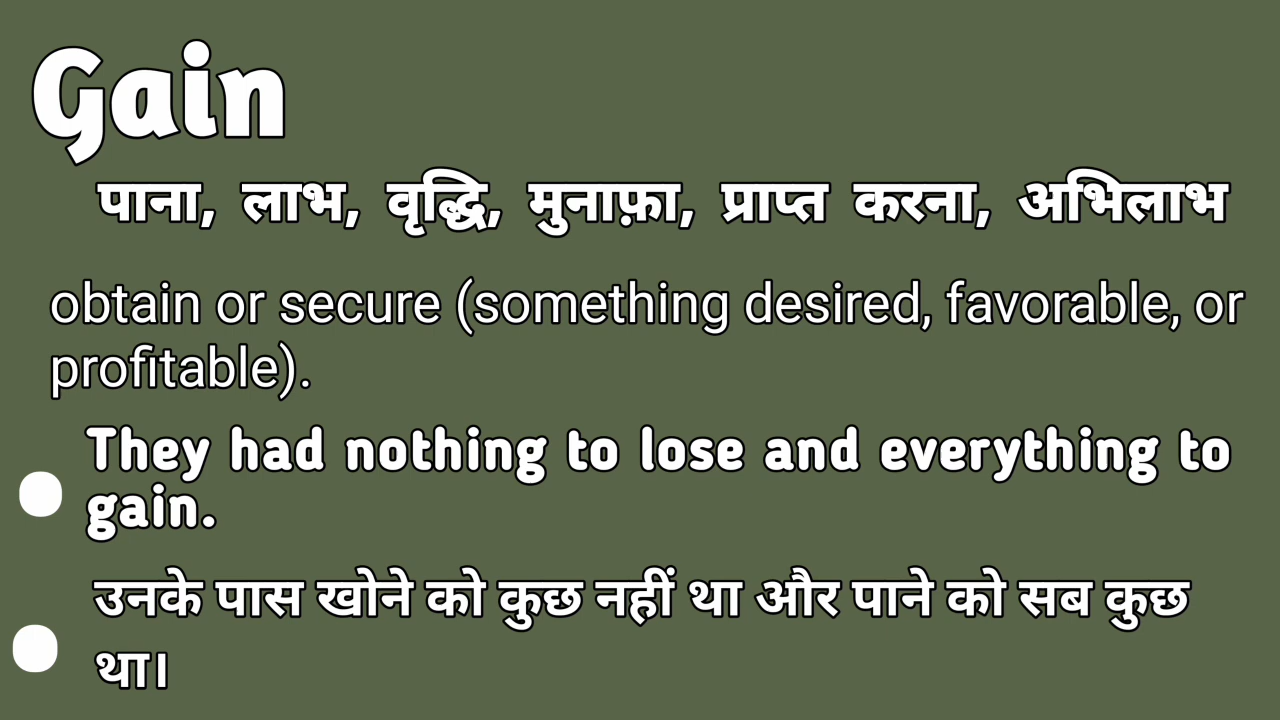 Gain
पाना, लाभ, वृद्धि, मुनाफ़ा, प्राप्त करना, अभिलाभ
obtain or secure (something desired, favorable, or
profitable).
They had nothing to lose and everything to
gain.
उनके पास खोने को कुछ नहीं था और पाने को सब कुछ
था।